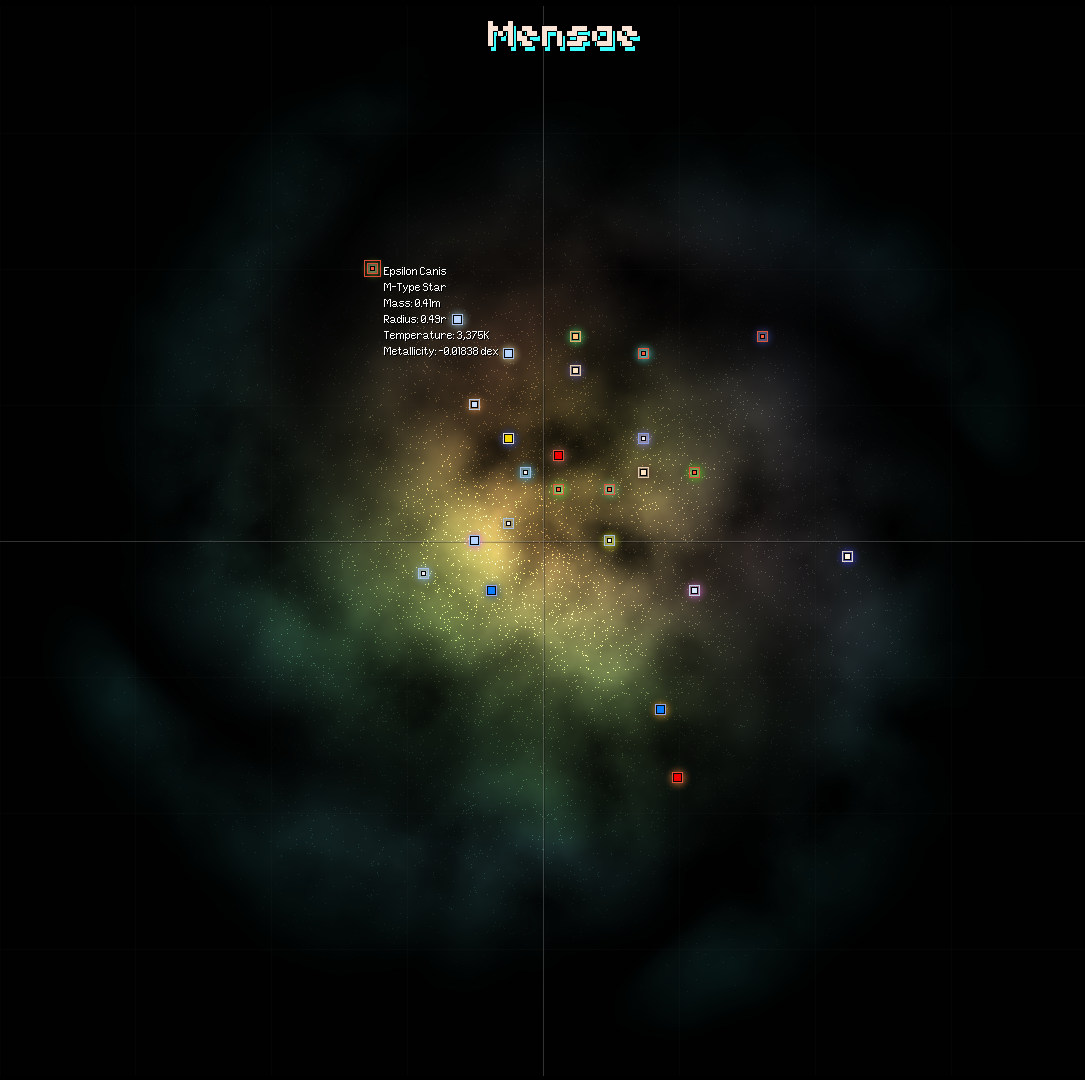 Mensae
Epsilon Canis
M-Type Star
Mass: 0.41m
Radius: 0.49r
Temperature: 3,375K
Metallicity: -0.01838 dex